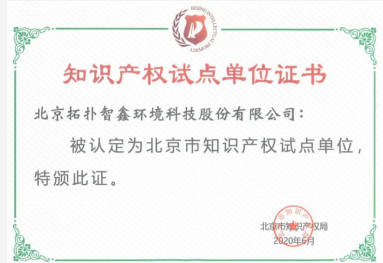 知识产权试点单位证书
北京拓扑智鑫环境科技股份有限公司：
被认定为北京市知识产权试点单位，
特颁此证。
北京市知识产权局
2020年6月